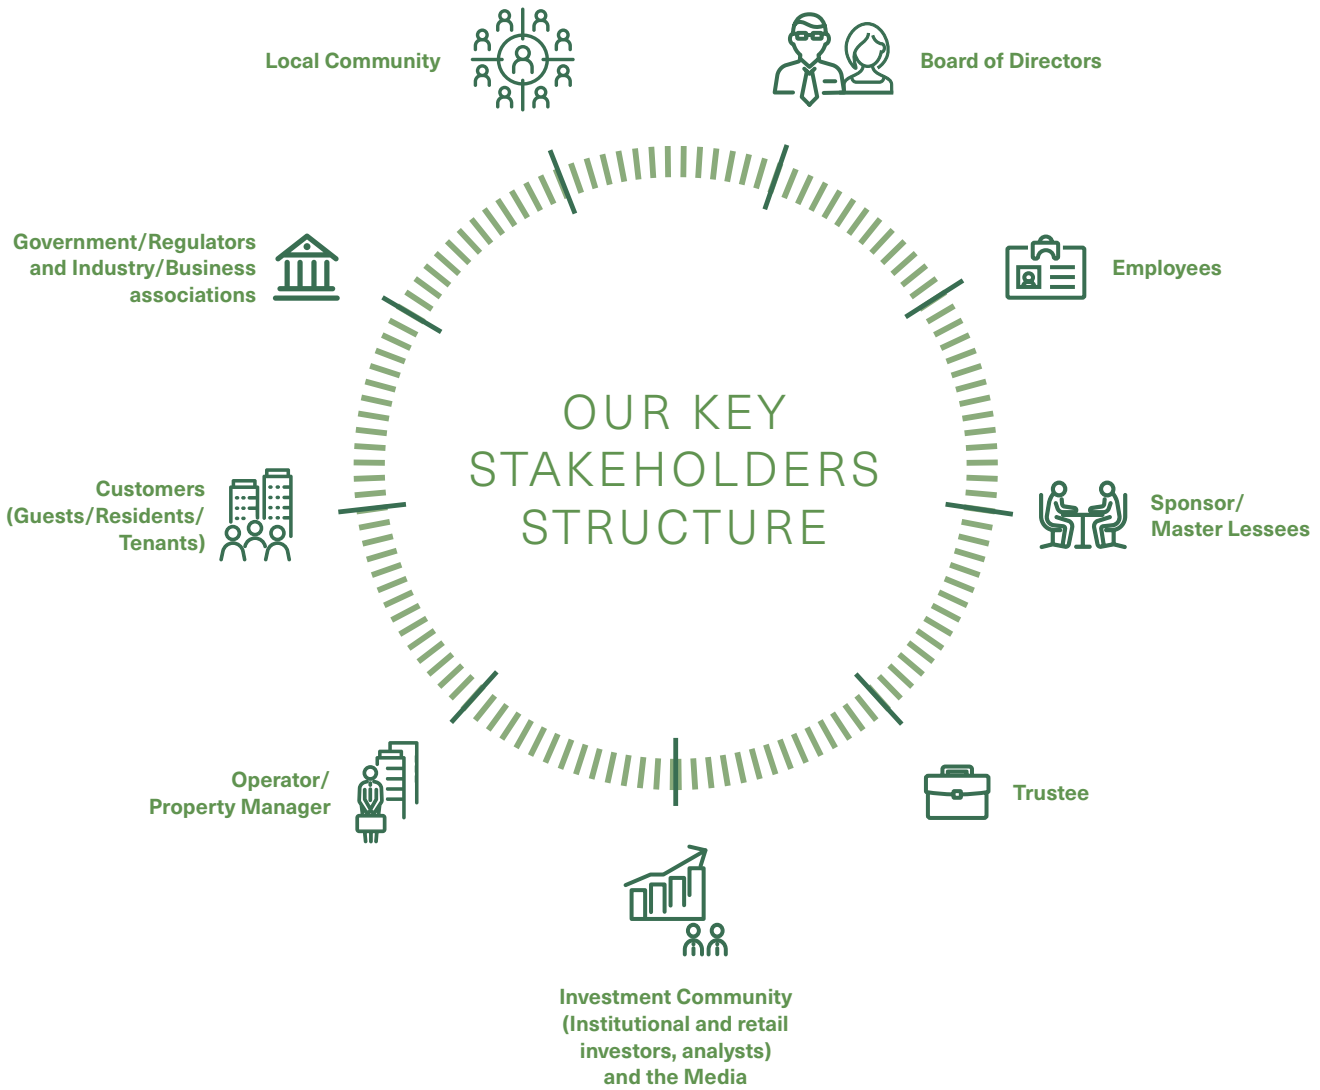 Local Community
Board of Directors
Government/Regulators
and Industry/Business
associations
Employees
OUR KEY
STAKEHOLDERS
STRUCTURE
Customers
(Guests/Residents/
Tenants)
Sponsor/
Master Lessees
Operator/
Property Manager
Trustee
Investment Community
(Institutional and retail
investors, analysts)
and the Media